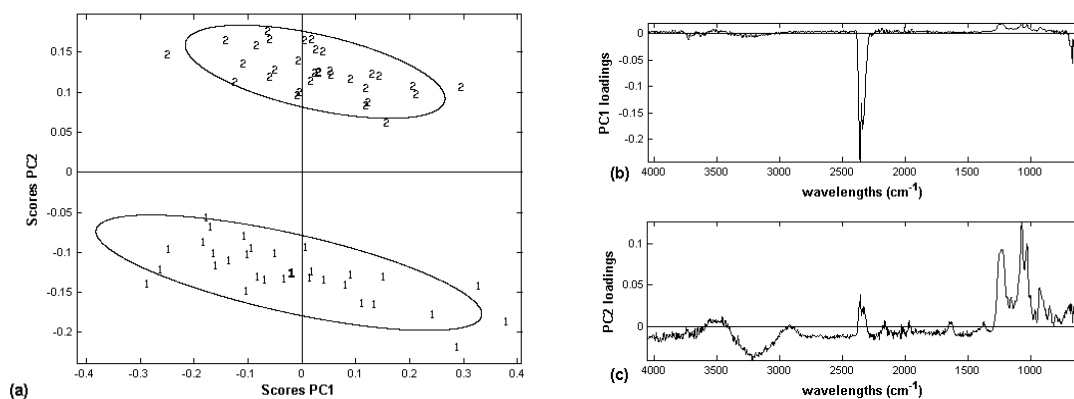 Scores PC2
0.15
0.1
0.05
0
-0.05
-0.1
-0.15
-0.2
-0.4 -0.3 -0.2 -0.1 0 0.1 0.2 0.3 0.4
Scores PC1
(a)
PC1 loadings
0
-0.05
-0.1
-0.15
-0.2
4000 3500 3000 2500 2000 1500 1000
(b)
wavelengths (cm⁻¹)
PC2 loadings
0.1
0.05
0
4000 3500 3000 2500 2000 1500 1000
(c)
wavelengths (cm⁻¹)